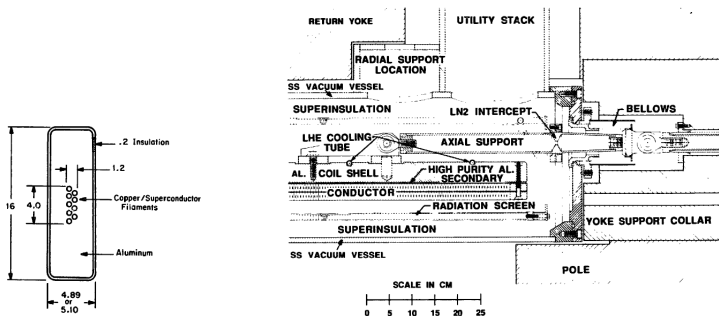 .2 Insulation
1.2
Copper/Superconductor
Filaments
16
4.0
Aluminum
4.89
or
5.10
RETURN YOKE
UTILITY STACK
RADIAL SUPPORT
LOCATION
SS VACUUM VESSEL
SUPERINSULATION
LN2 INTERCEPT
BELLOWS
LHE COOLING
TUBE
AXIAL SUPPORT
AL. COIL SHELL
HIGH PURITY AL.
SECONDARY
CONDUCTOR
RADIATION SCREEN
YOKE SUPPORT COLLAR
SUPERINSULATION
SS VACUUM VESSEL
POLE
SCALE IN CM
0 5 10 15 20 25